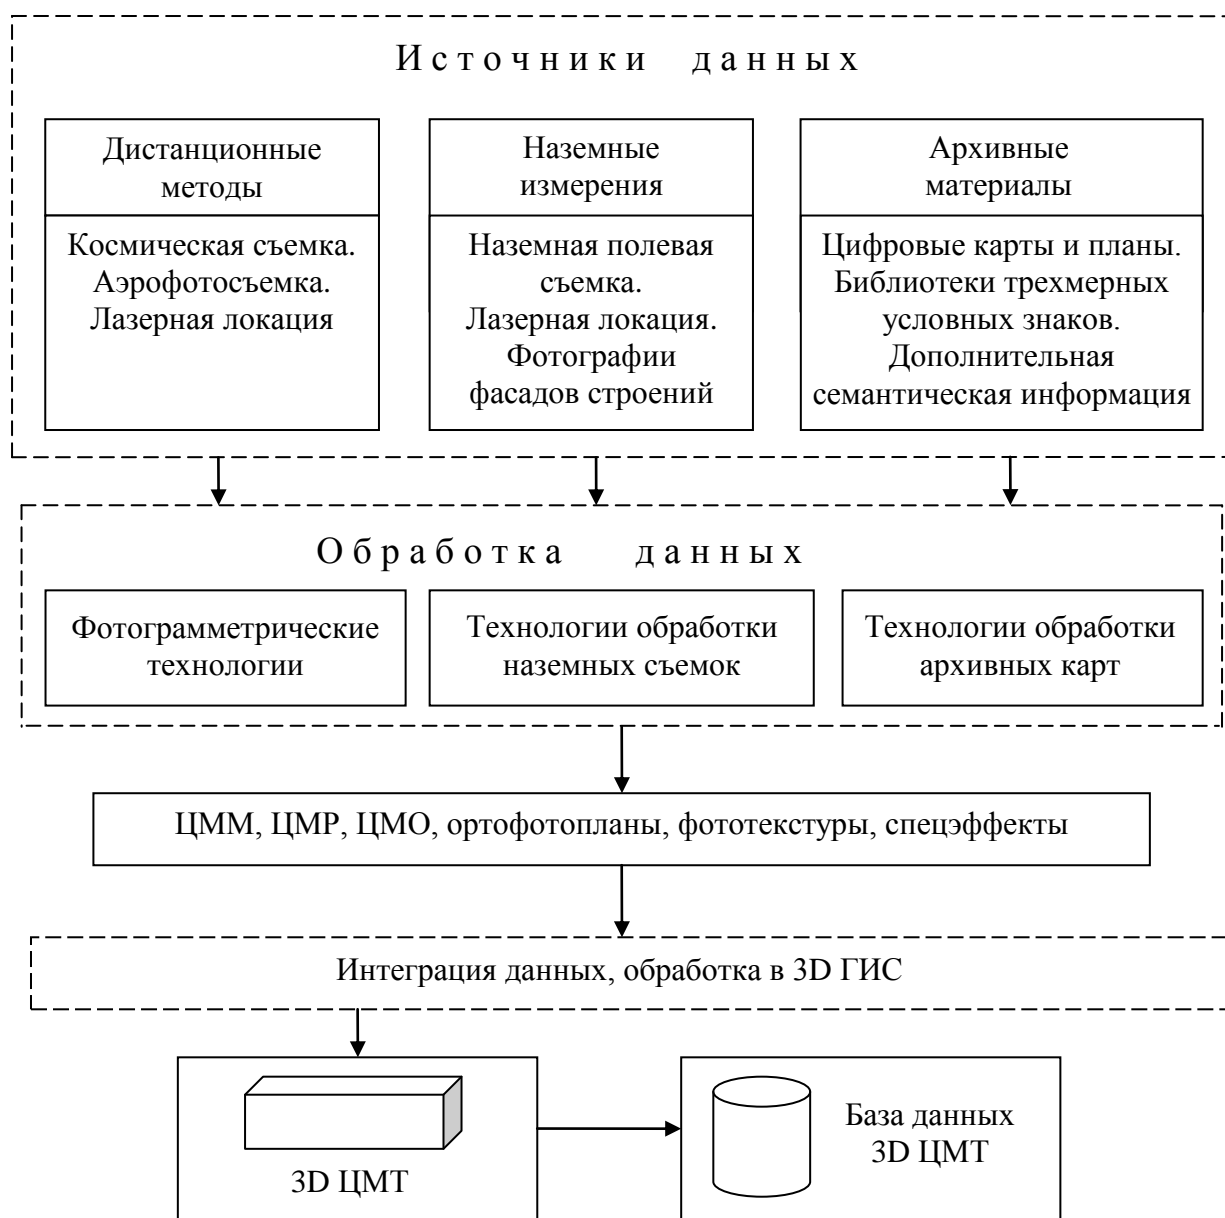 Источники данных
Дистанционные
методы
Космическая съемка.
Аэрофотосъемка.
Лазерная локация
Наземные
измерения
Наземная полевая
съемка.
Лазерная локация.
Фотографии
фасадов строений
Архивные
материалы
Цифровые карты и планы.
Библиотеки трехмерных
условных знаков.
Дополнительная
семантическая информация
Обработка данных
Фотограмметрические
технологии
Технологии обработки
наземных съемок
Технологии обработки
архивных карт
ЦММ, ЦМР, ЦМО, ортофотопланы, фототекстуры, спецэффекты
Интеграция данных, обработка в 3D ГИС
3D ЦМТ
База данных
3D ЦМТ